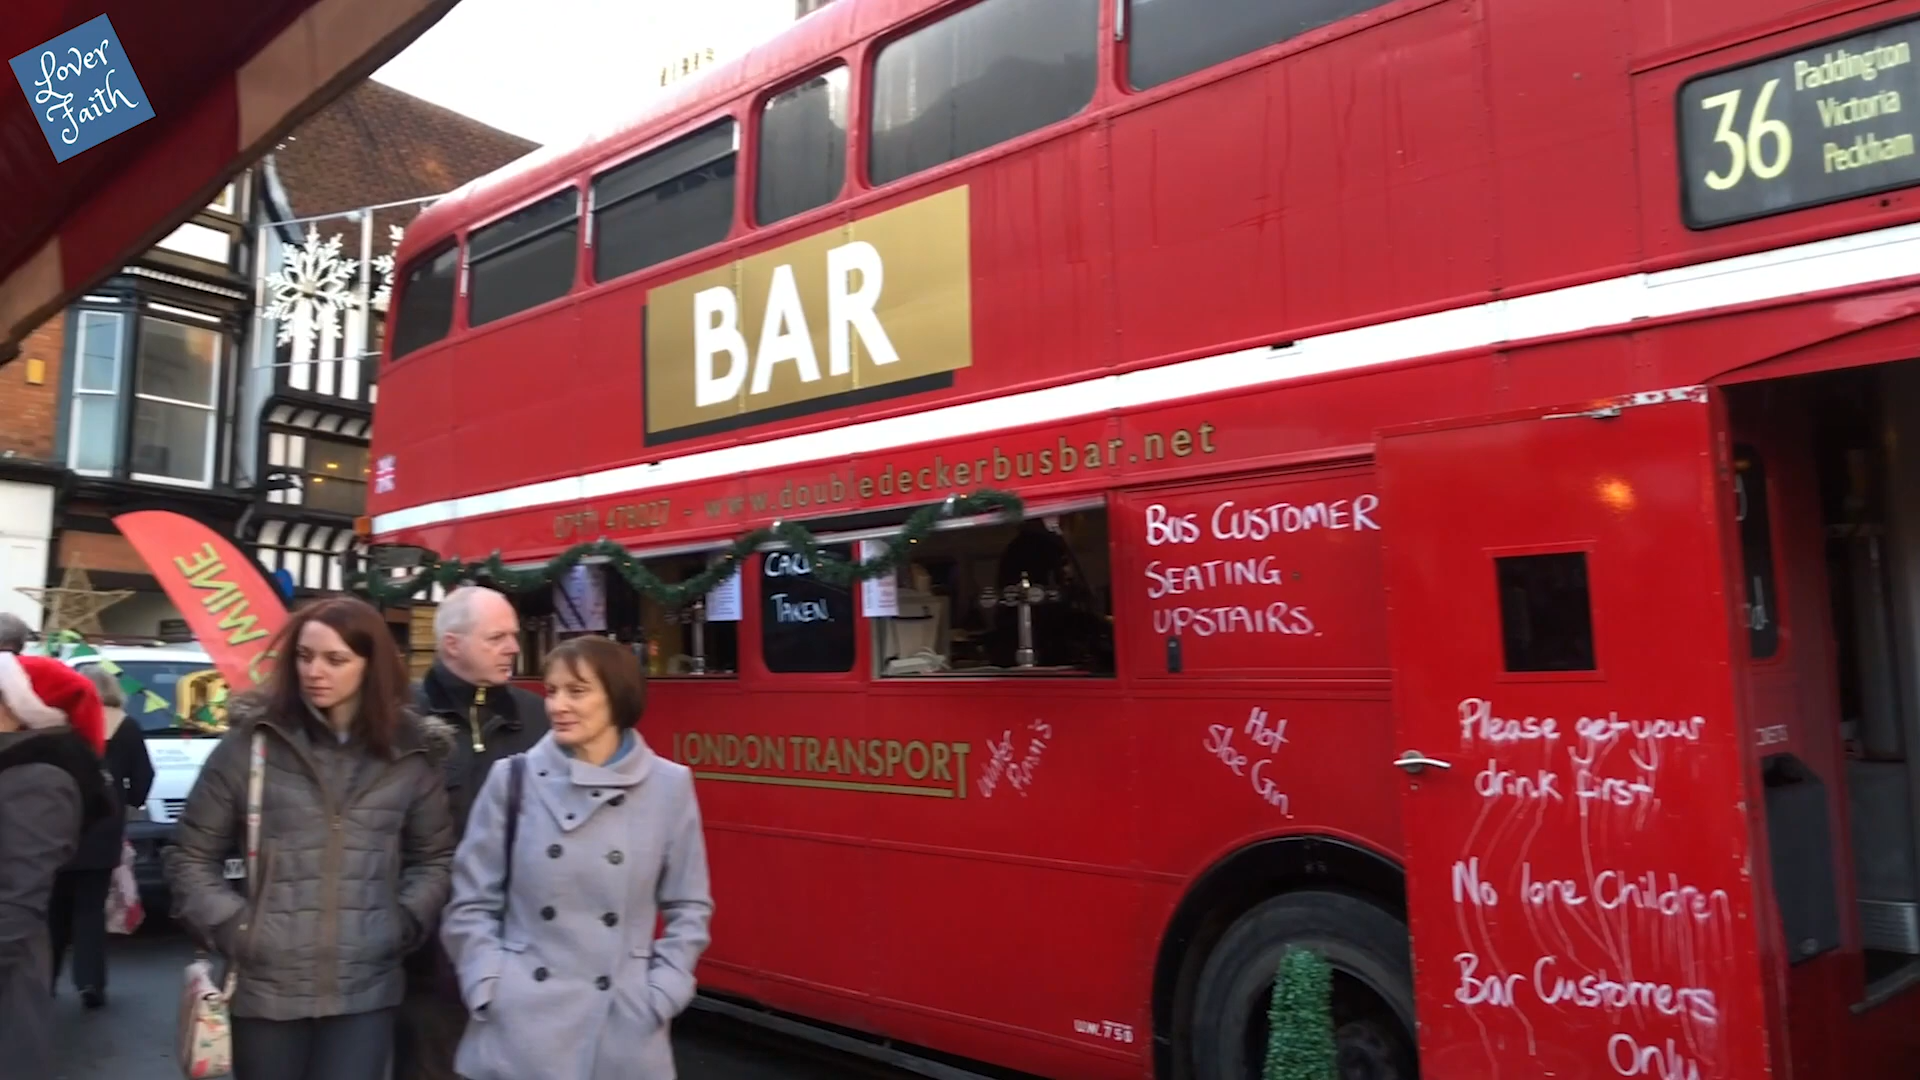 Lover
Faith
36
Paddington
Victoria
Peckham
BAR
www.doubledeckerbusbar.net
BUS CUSTOMER
SEATING
UPSTAIRS.
TAKEN.
WINE
LONDON TRANSPORT
Hot
Sloe Gin
Please get your
drink first.
No lone Children
Bar Customers
Only